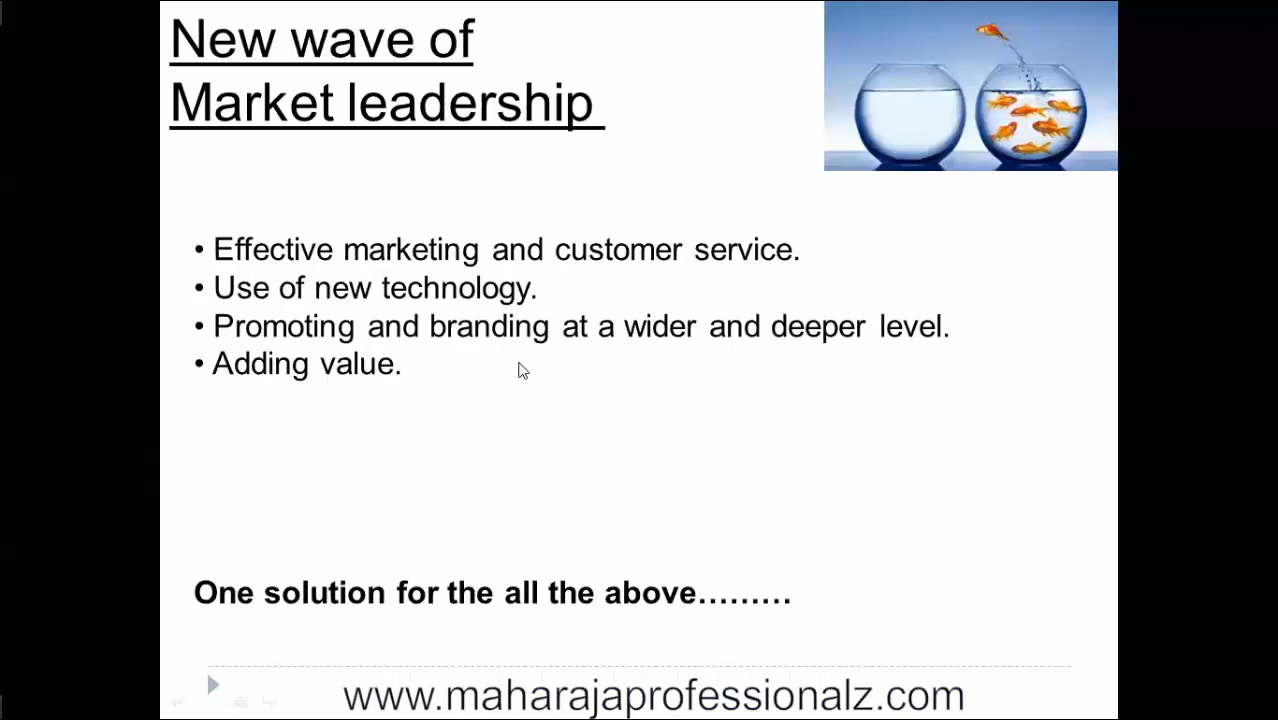 New wave of
Market leadership
• Effective marketing and customer service.
• Use of new technology.
• Promoting and branding at a wider and deeper level.
• Adding value.
One solution for the all the above………
www.maharajaprofessionalz.com